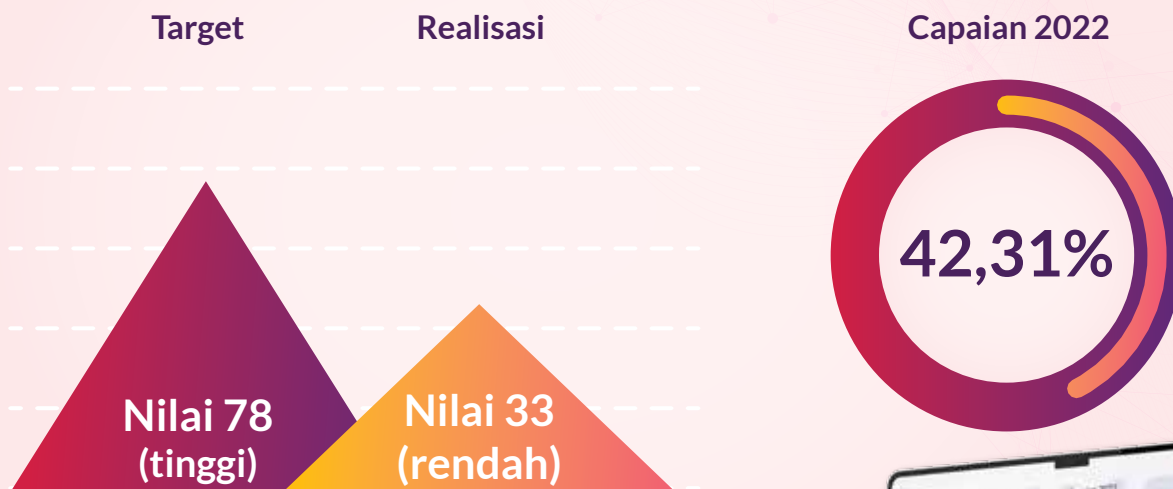 Target
Realisasi
Capaian 2022
42,31%
Nilai 78
(tinggi)
Nilai 33
(rendah)